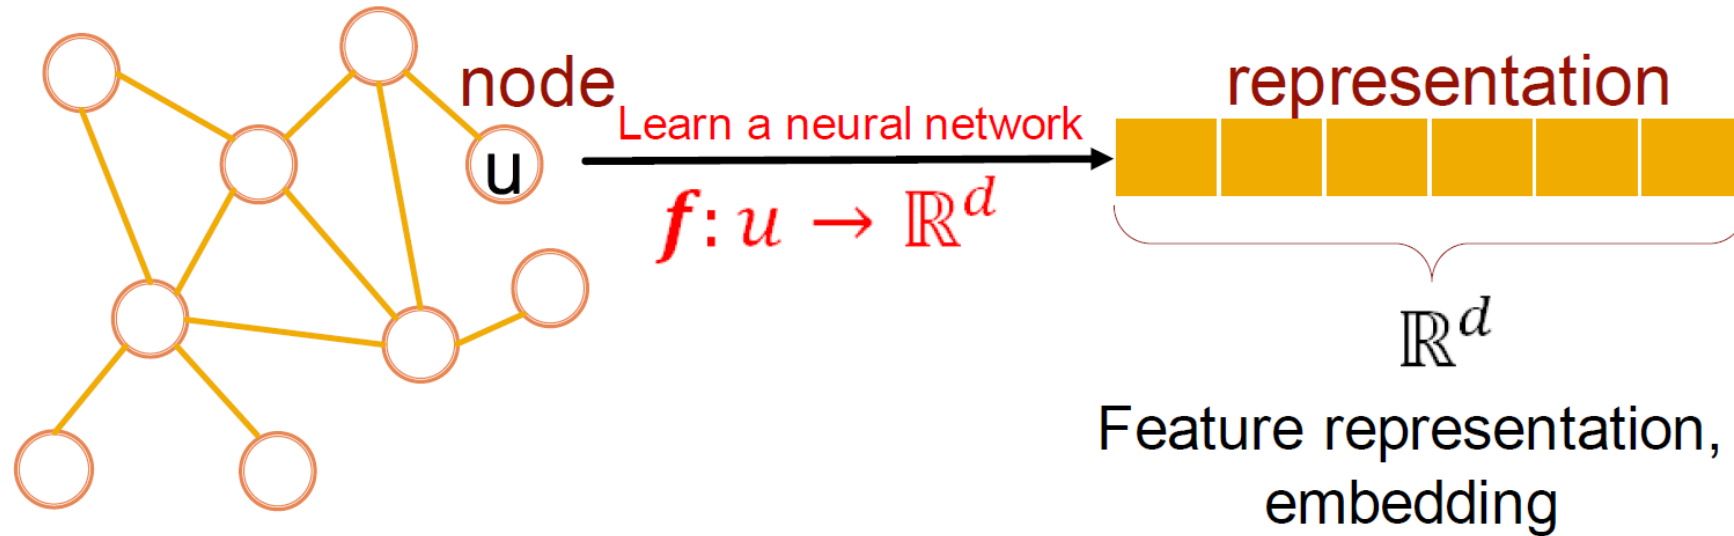 node
u
Learn a neural network
f: u → ℝ^d
representation
ℝ^d
Feature representation,
embedding